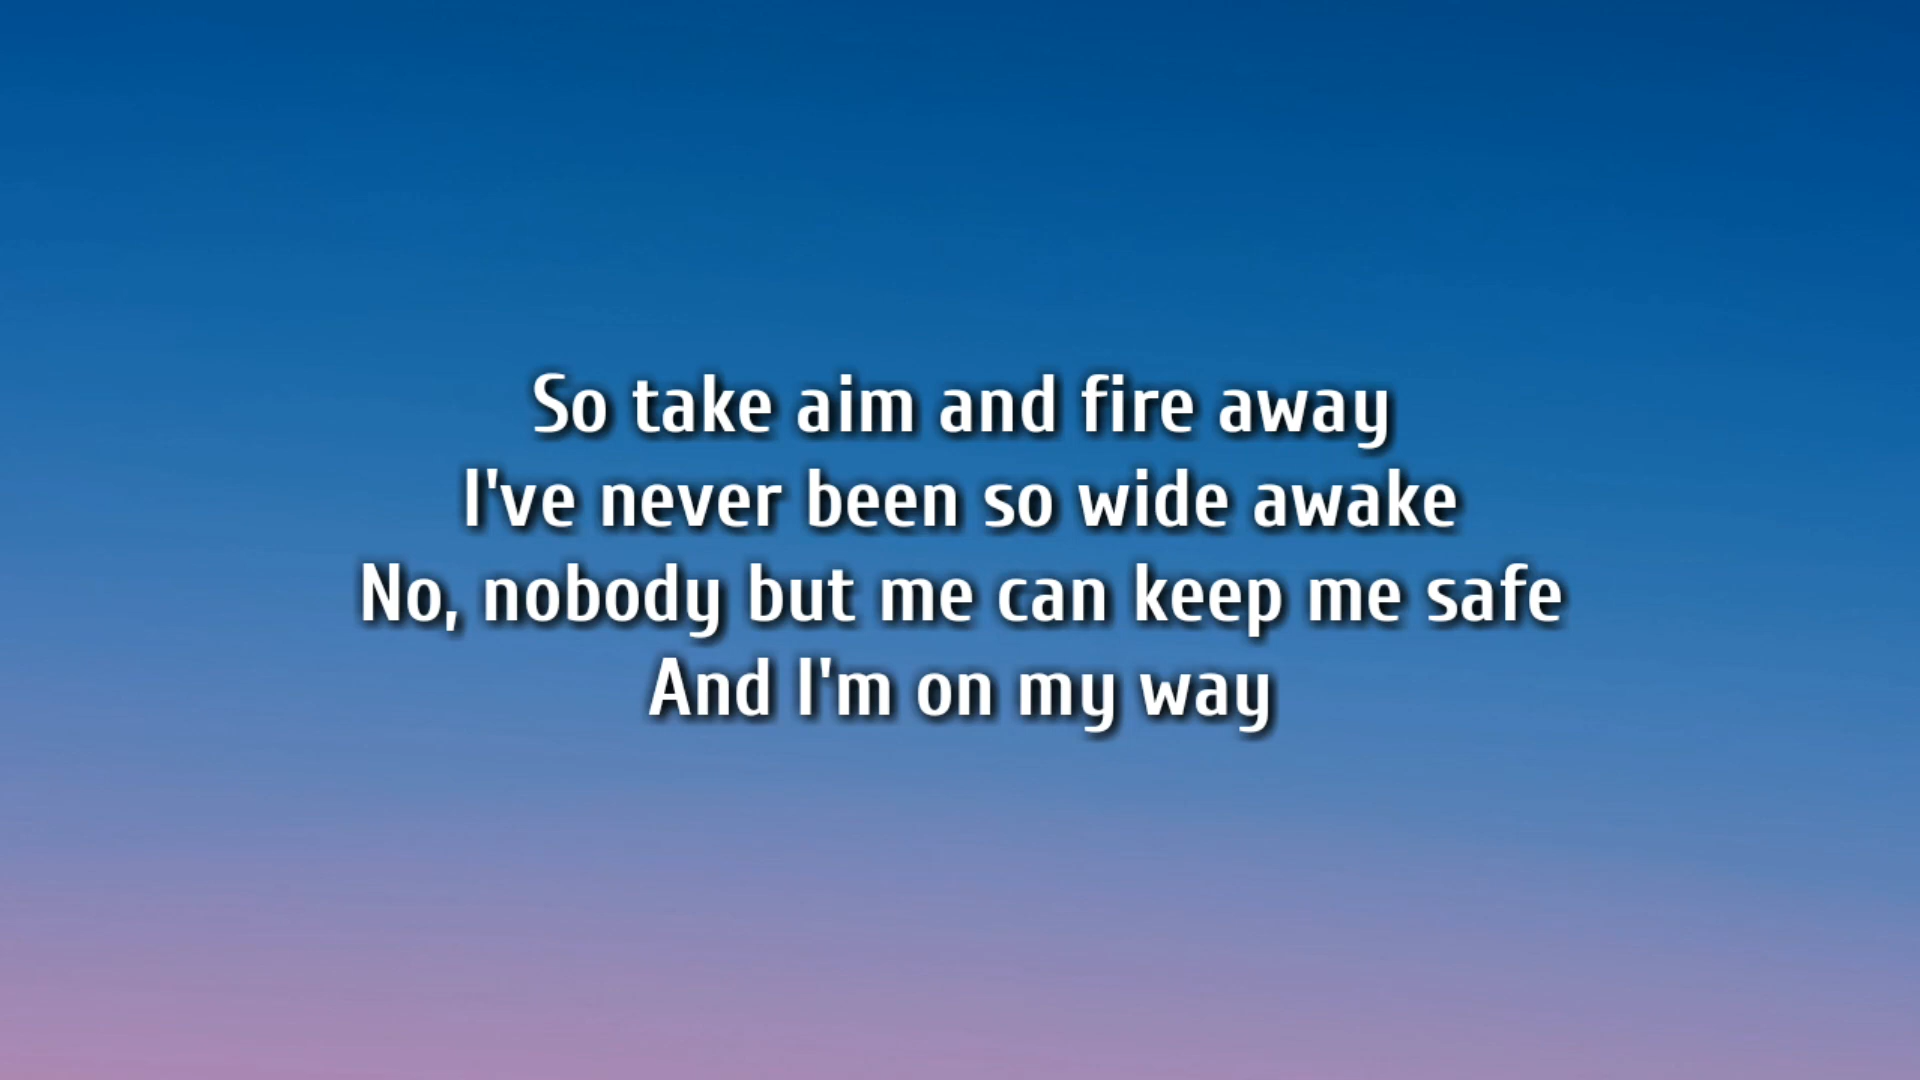 So take aim and fire away
I've never been so wide awake
No, nobody but me can keep me safe
And I'm on my way